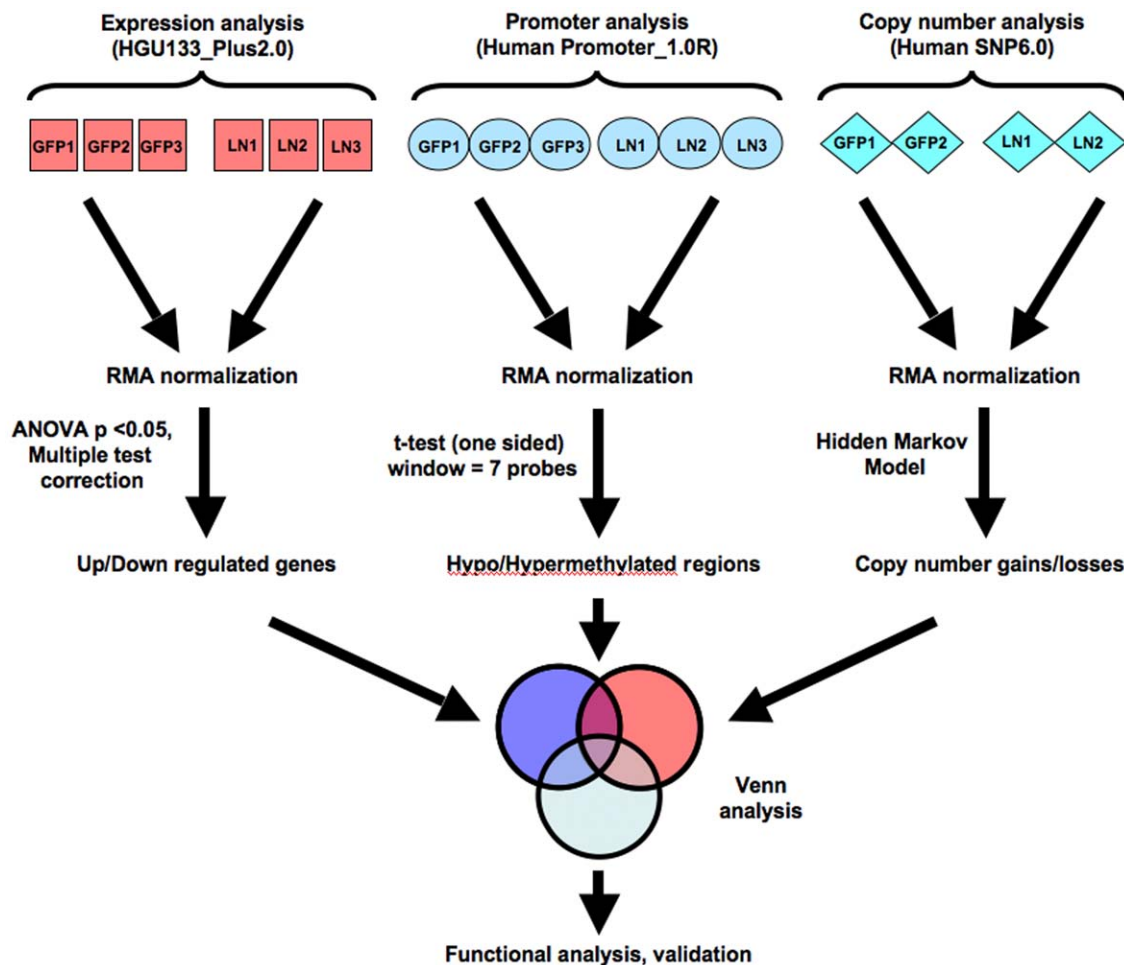 Expression analysis
(HGU133_Plus2.0)
Promoter analysis
(Human Promoter_1.0R)
Copy number analysis
(Human SNP6.0)
GFP1 GFP2 GFP3 LN1 LN2 LN3
GFP1 GFP2 GFP3 LN1 LN2 LN3
GFP1 GFP2 LN1 LN2
RMA normalization
RMA normalization
RMA normalization
ANOVA p <0.05,
Multiple test
correction
t-test (one sided)
window = 7 probes
Hidden Markov
Model
Up/Down regulated genes
Hypo/Hypermethylated regions
Copy number gains/losses
Venn
analysis
Functional analysis, validation